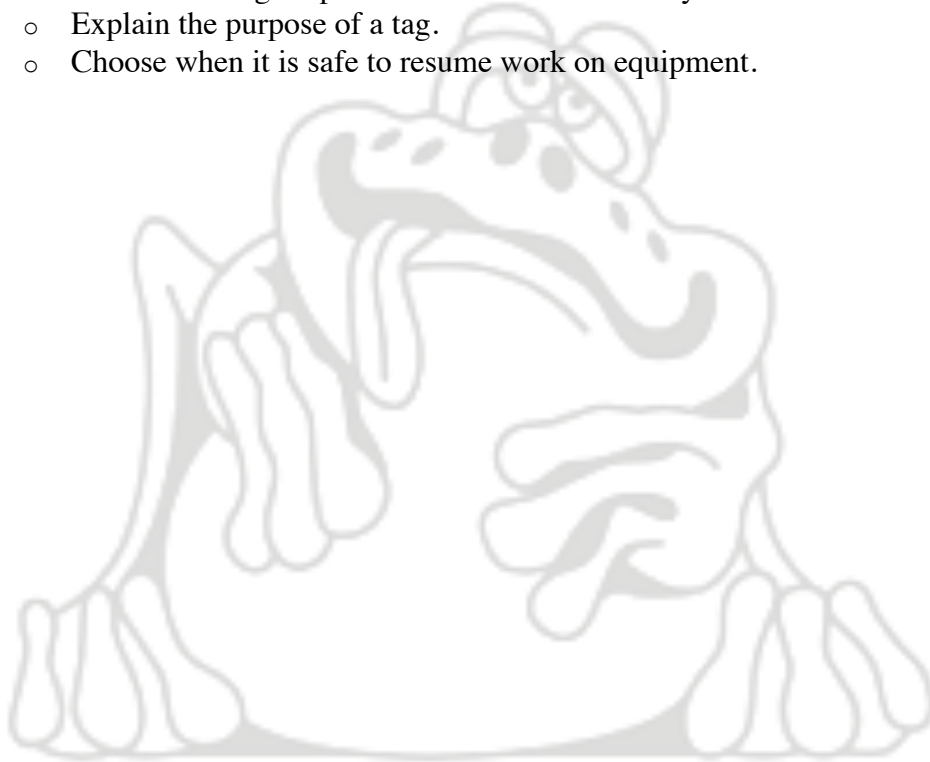 o Explain the purpose of a tag.
o Choose when it is safe to resume work on equipment.